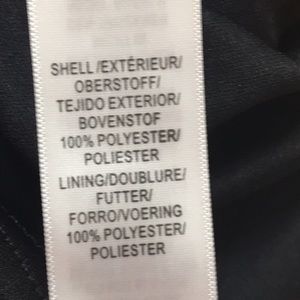 SHELL/EXTÉRIEUR/
OBERSTOFF/
TEJIDO EXTERIOR/
BOVENSTOF
100% POLYESTER/
POLIESTER
LINING/DOUBLURE/
FUTTER/
FORRO/VOERING
100% POLYESTER/
POLIESTER